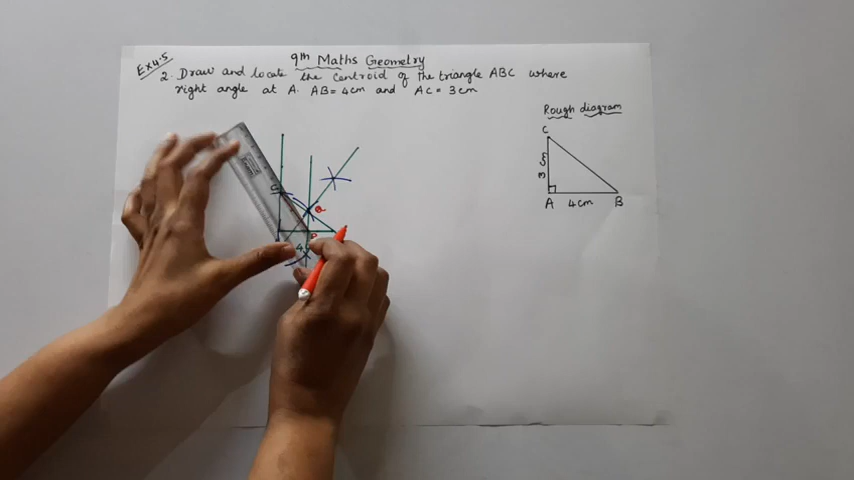 Ex 4.5
9th Maths Geometry
2. Draw and locate the centroid of the triangle ABC where
right angle at A. AB = 4cm and AC = 3cm
Rough diagram
C
3
A 4cm B
C
Q
P
4